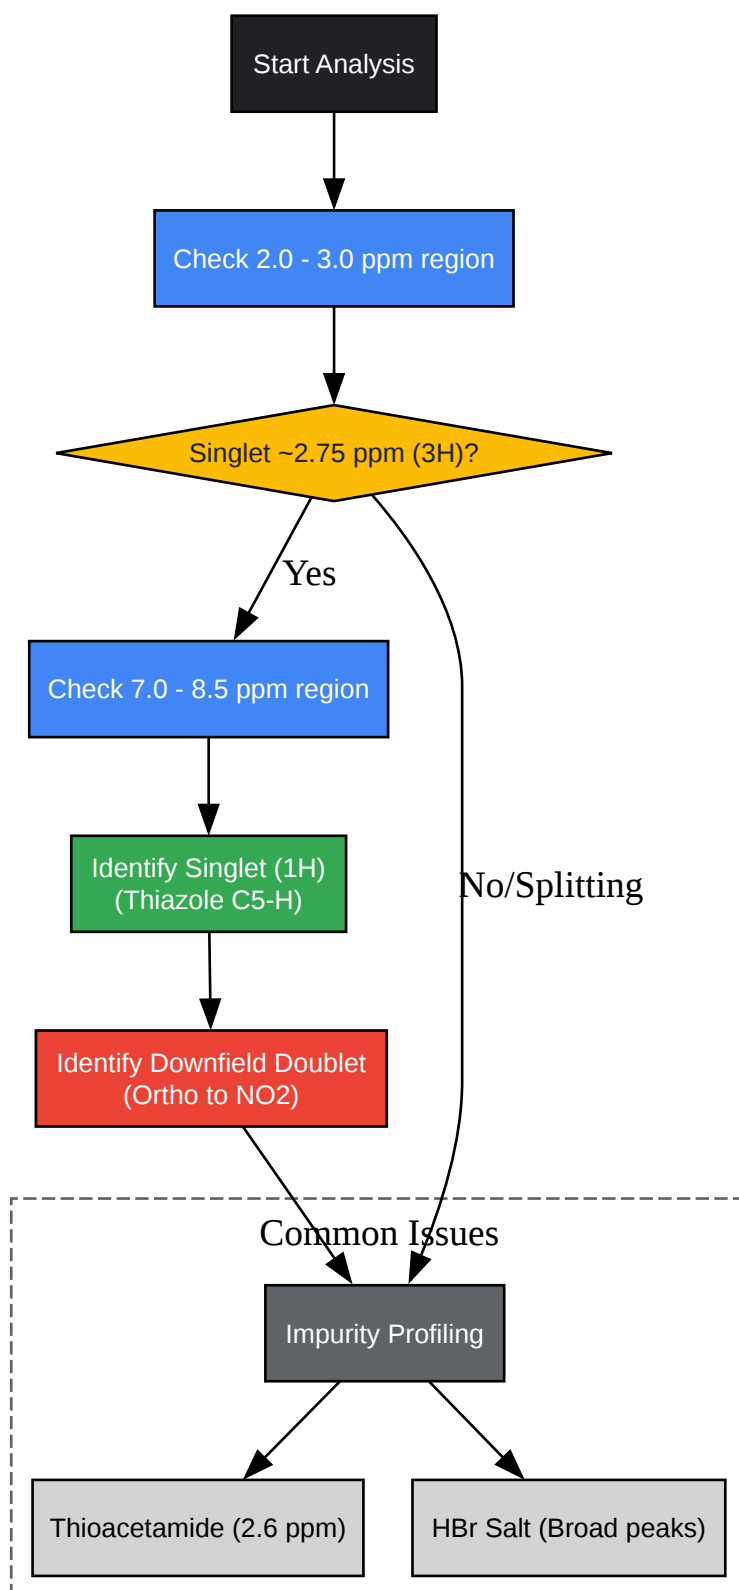 Start Analysis
Check 2.0 - 3.0 ppm region
Singlet ~2.75 ppm (3H)?
Yes
Check 7.0 - 8.5 ppm region
Identify Singlet (1H)
(Thiazole C5-H)
No/Splitting
Identify Downfield Doublet
(Ortho to NO2)
Common Issues
Impurity Profiling
Thioacetamide (2.6 ppm)
HBr Salt (Broad peaks)